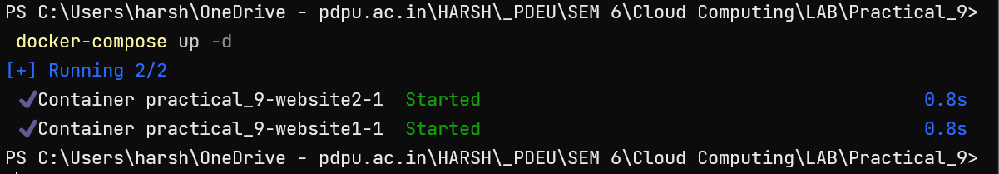 PS C:\Users\harsh\OneDrive - pdpu.ac.in\HARSH\_PDEU\SEM 6\Cloud Computing\LAB\Practical_9>
docker-compose up -d
[+] Running 2/2
✔Container practical_9-website2-1 Started 0.8s
✔Container practical_9-website1-1 Started 0.8s
PS C:\Users\harsh\OneDrive - pdpu.ac.in\HARSH\_PDEU\SEM 6\Cloud Computing\LAB\Practical_9>